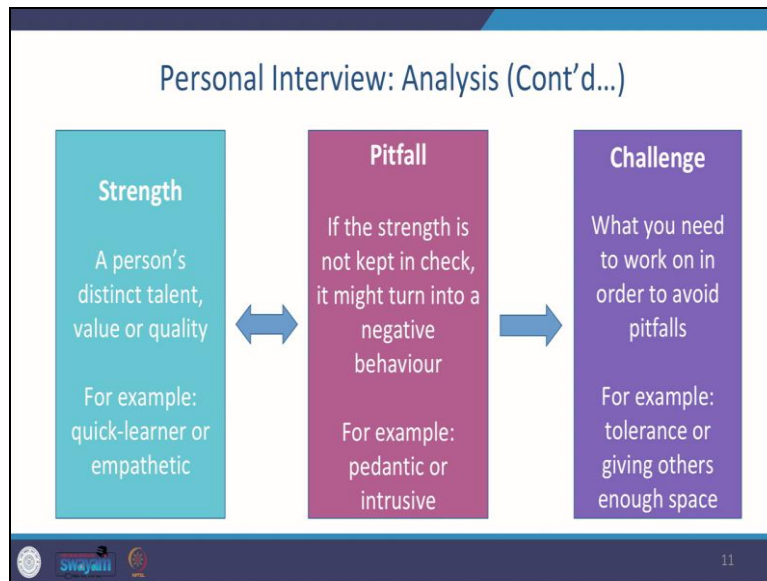 Personal Interview: Analysis (Cont'd...)
Strength
A person's
distinct talent,
value or quality
For example:
quick-learner or
empathetic
Pitfall
If the strength is
not kept in check,
it might turn into a
negative
behaviour
For example:
pedantic or
intrusive
Challenge
What you need
to work on in
order to avoid
pitfalls
For example:
tolerance or
giving others
enough space
swayam
11